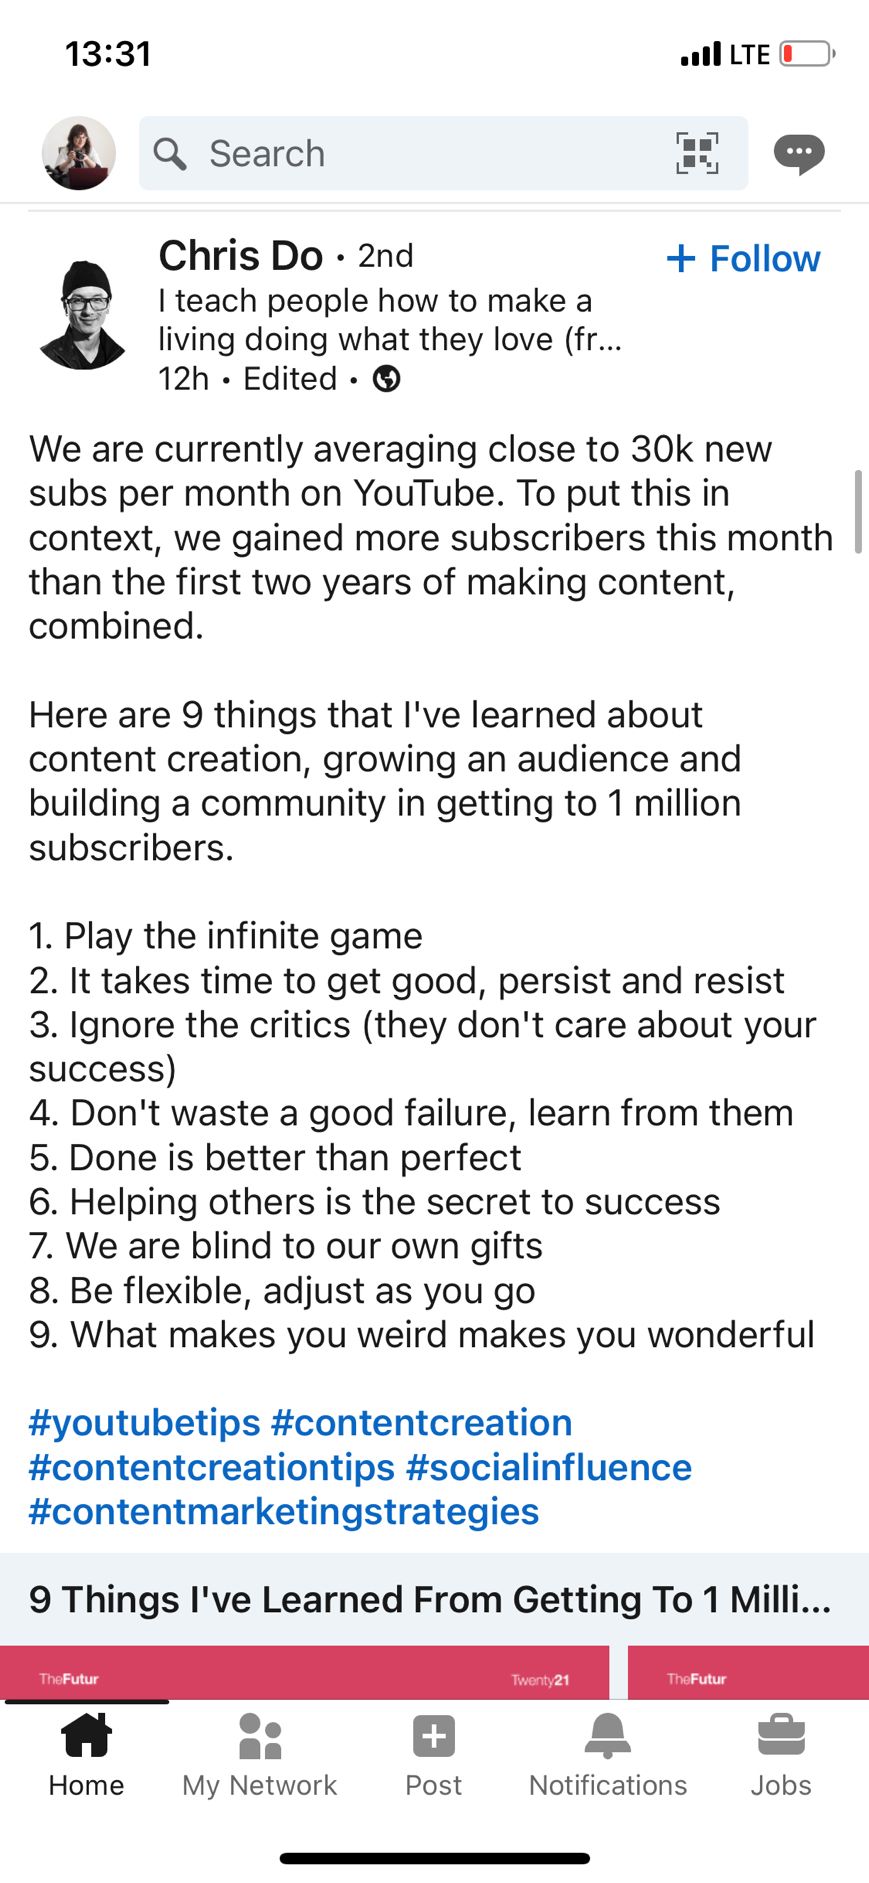 13:31
LTE
Search
Chris Do • 2nd
+ Follow
I teach people how to make a
living doing what they love (fr...
12h • Edited •
We are currently averaging close to 30k new
subs per month on YouTube. To put this in
context, we gained more subscribers this month
than the first two years of making content,
combined.
Here are 9 things that I've learned about
content creation, growing an audience and
building a community in getting to 1 million
subscribers.
1. Play the infinite game
2. It takes time to get good, persist and resist
3. Ignore the critics (they don't care about your
success)
4. Don't waste a good failure, learn from them
5. Done is better than perfect
6. Helping others is the secret to success
7. We are blind to our own gifts
8. Be flexible, adjust as you go
9. What makes you weird makes you wonderful
#youtubetips #contentcreation
#contentcreationtips #socialinfluence
#contentmarketingstrategies
9 Things I've Learned From Getting To 1 Milli...
TheFutur
Twenty21
TheFutur
Home
My Network
Post
Notifications
Jobs